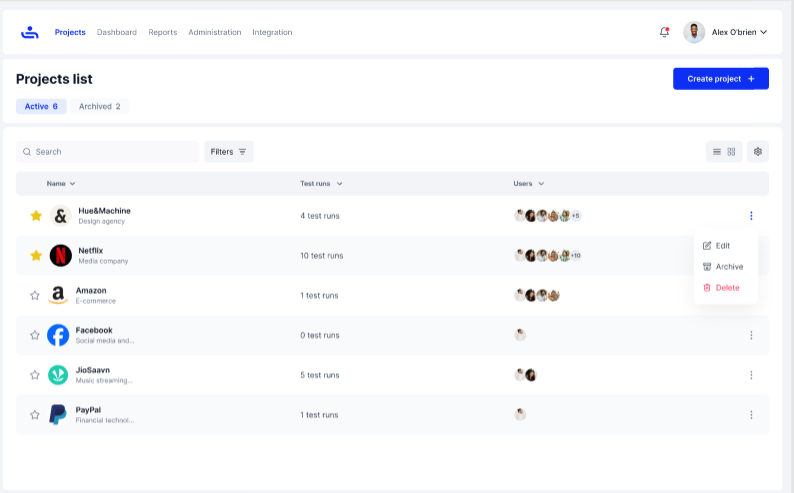 Projects Dashboard Reports Administration Integration Alex O'brien
Projects list
Create project +
Active 6 Archived 2
Search Filters
Name Test runs Users
& Hue&Machine 4 test runs +5
Design agency
N Netflix 10 test runs +10
Media company
Edit
Archive
Delete
a Amazon 1 test runs
E-commerce
f Facebook 0 test runs
Social media and...
JioSaavn 5 test runs
Music streaming...
PayPal 1 test runs
Financial technol...